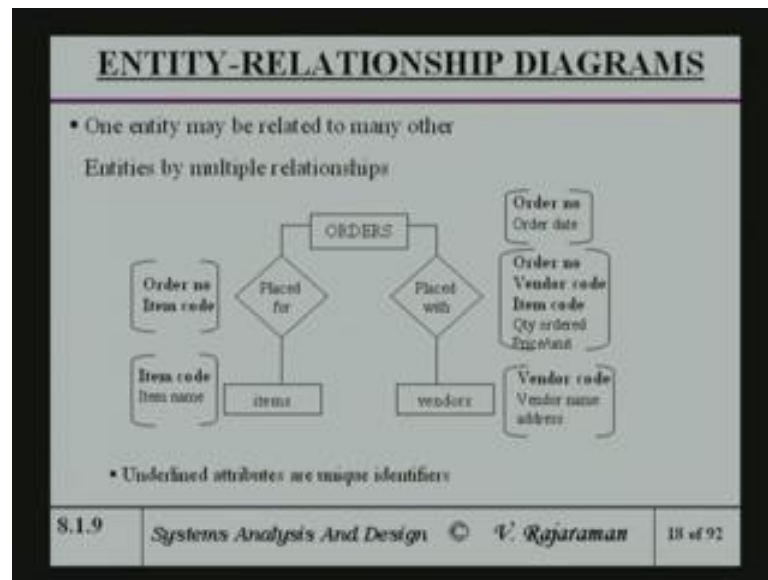 ENTITY-RELATIONSHIP DIAGRAMS
▪ One entity may be related to many other
Entities by multiple relationships
ORDERS
Order no
Order date
Order no
Item code
Placed
for
Placed
with
Order no
Vendor code
Item code
Qty ordered
Price/unit
Item code
Item name
items
vendors
Vendor code
Vendor name
address
▪ Underlined attributes are unique identifiers
8.1.9
Systems Analysis And Design © V. Rajaraman
18 of 92